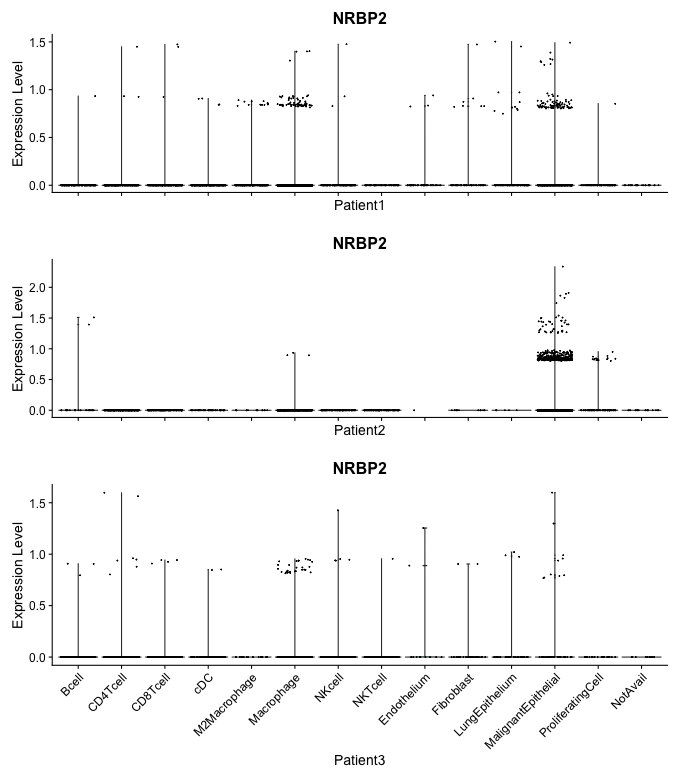 NRBP2
Expression Level
1.5
1.0
0.5
0.0
Patient1
NRBP2
Expression Level
2.0
1.5
1.0
0.5
0.0
Patient2
NRBP2
Expression Level
1.5
1.0
0.5
0.0
Bcell
CD4Tcell
CD8Tcell
cDC
M2Macrophage
Macrophage
NKcell
NKTcell
Endothelium
Fibroblast
LungEpithelium
MalignantEpithelial
ProliferatingCell
NotAvail
Patient3